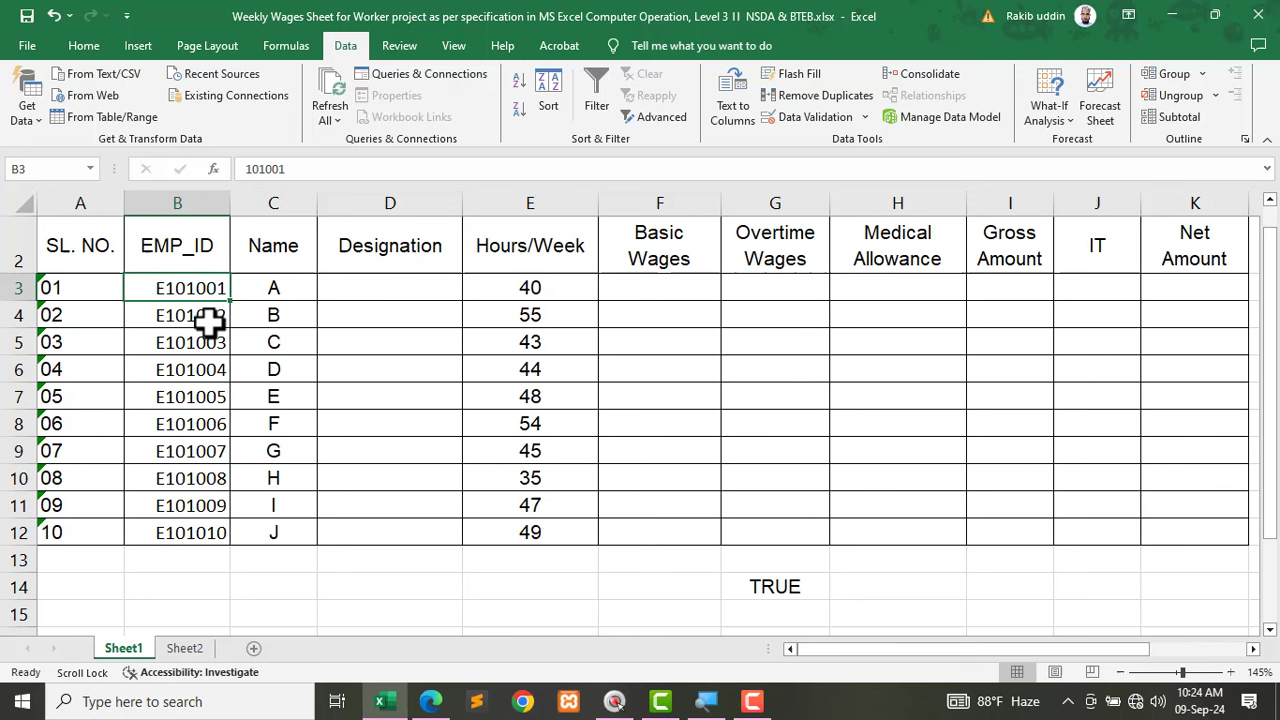 Weekly Wages Sheet for Worker project as per specification in MS Excel Computer Operation, Level 3 II NSDA & BTEB.xlsx - Excel
Rakib uddin
File Home Insert Page Layout Formulas Data Review View Help Acrobat Tell me what you want to do
Get Data
From Text/CSV
From Web
From Table/Range
Recent Sources
Existing Connections
Get & Transform Data
Refresh All
Queries & Connections
Properties
Workbook Links
Queries & Connections
Sort
Filter
Clear
Reapply
Advanced
Sort & Filter
Text to Columns
Flash Fill
Remove Duplicates
Data Validation
Consolidate
Relationships
Manage Data Model
Data Tools
What-If Analysis
Forecast Sheet
Forecast
Group
Ungroup
Subtotal
Outline
B3 fx 101001
A B C D E F G H I J K
2 SL. NO. EMP_ID Name Designation Hours/Week Basic Wages Overtime Wages Medical Allowance Gross Amount IT Net Amount
3 01 E101001 A 40
4 02 B 55
5 03 E101003 C 43
6 04 E101004 D 44
7 05 E101005 E 48
8 06 E101006 F 54
9 07 E101007 G 45
10 08 E101008 H 35
11 09 E101009 I 47
12 10 E101010 J 49
13
14 TRUE
15
Sheet1 Sheet2
Ready Scroll Lock Accessibility: Investigate 145%
Type here to search
88°F Haze
10:24 AM
09-Sep-24